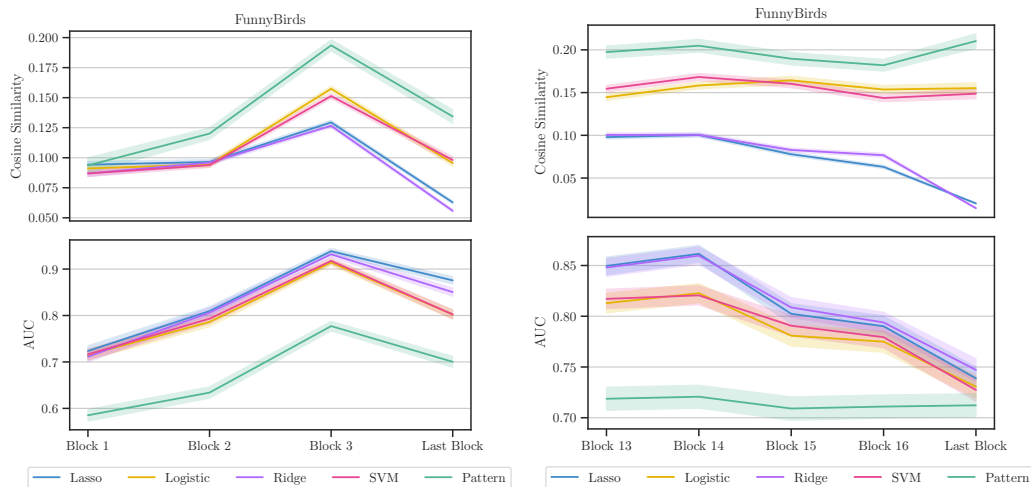 FunnyBirds
Cosine Similarity
0.200
0.175
0.150
0.125
0.100
0.075
0.050
AUC
0.9
0.8
0.7
0.6
Block 1 Block 2 Block 3 Last Block
Lasso Logistic Ridge SVM Pattern
FunnyBirds
Cosine Similarity
0.20
0.15
0.10
0.05
AUC
0.85
0.80
0.75
0.70
Block 13 Block 14 Block 15 Block 16 Last Block
Lasso Logistic Ridge SVM Pattern